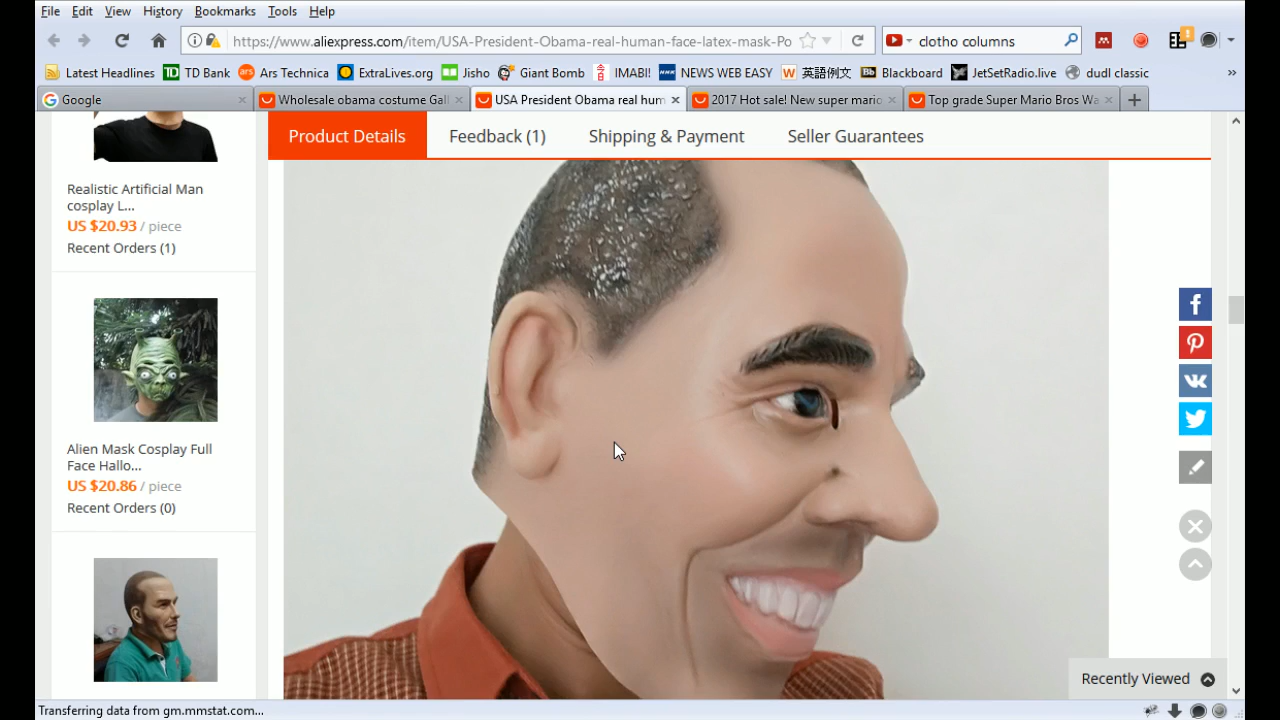 File Edit View History Bookmarks Tools Help
https://www.aliexpress.com/item/USA-President-Obama-real-human-face-latex-mask-Po
clotho columns
1
Latest Headlines TD Bank Ars Technica ExtraLives.org Jisho Giant Bomb IMABI! NEWS WEB EASY 英語例文 Blackboard JetSetRadio.live dudl classic
Google Wholesale obama costume Gall USA President Obama real hum 2017 Hot sale! New super mario Top grade Super Mario Bros Wa
Product Details Feedback (1) Shipping & Payment Seller Guarantees
Realistic Artificial Man
cosplay L...
US $20.93 / piece
Recent Orders (1)
Alien Mask Cosplay Full
Face Hallo...
US $20.86 / piece
Recent Orders (0)
Recently Viewed
Transferring data from gm.mmstat.com...